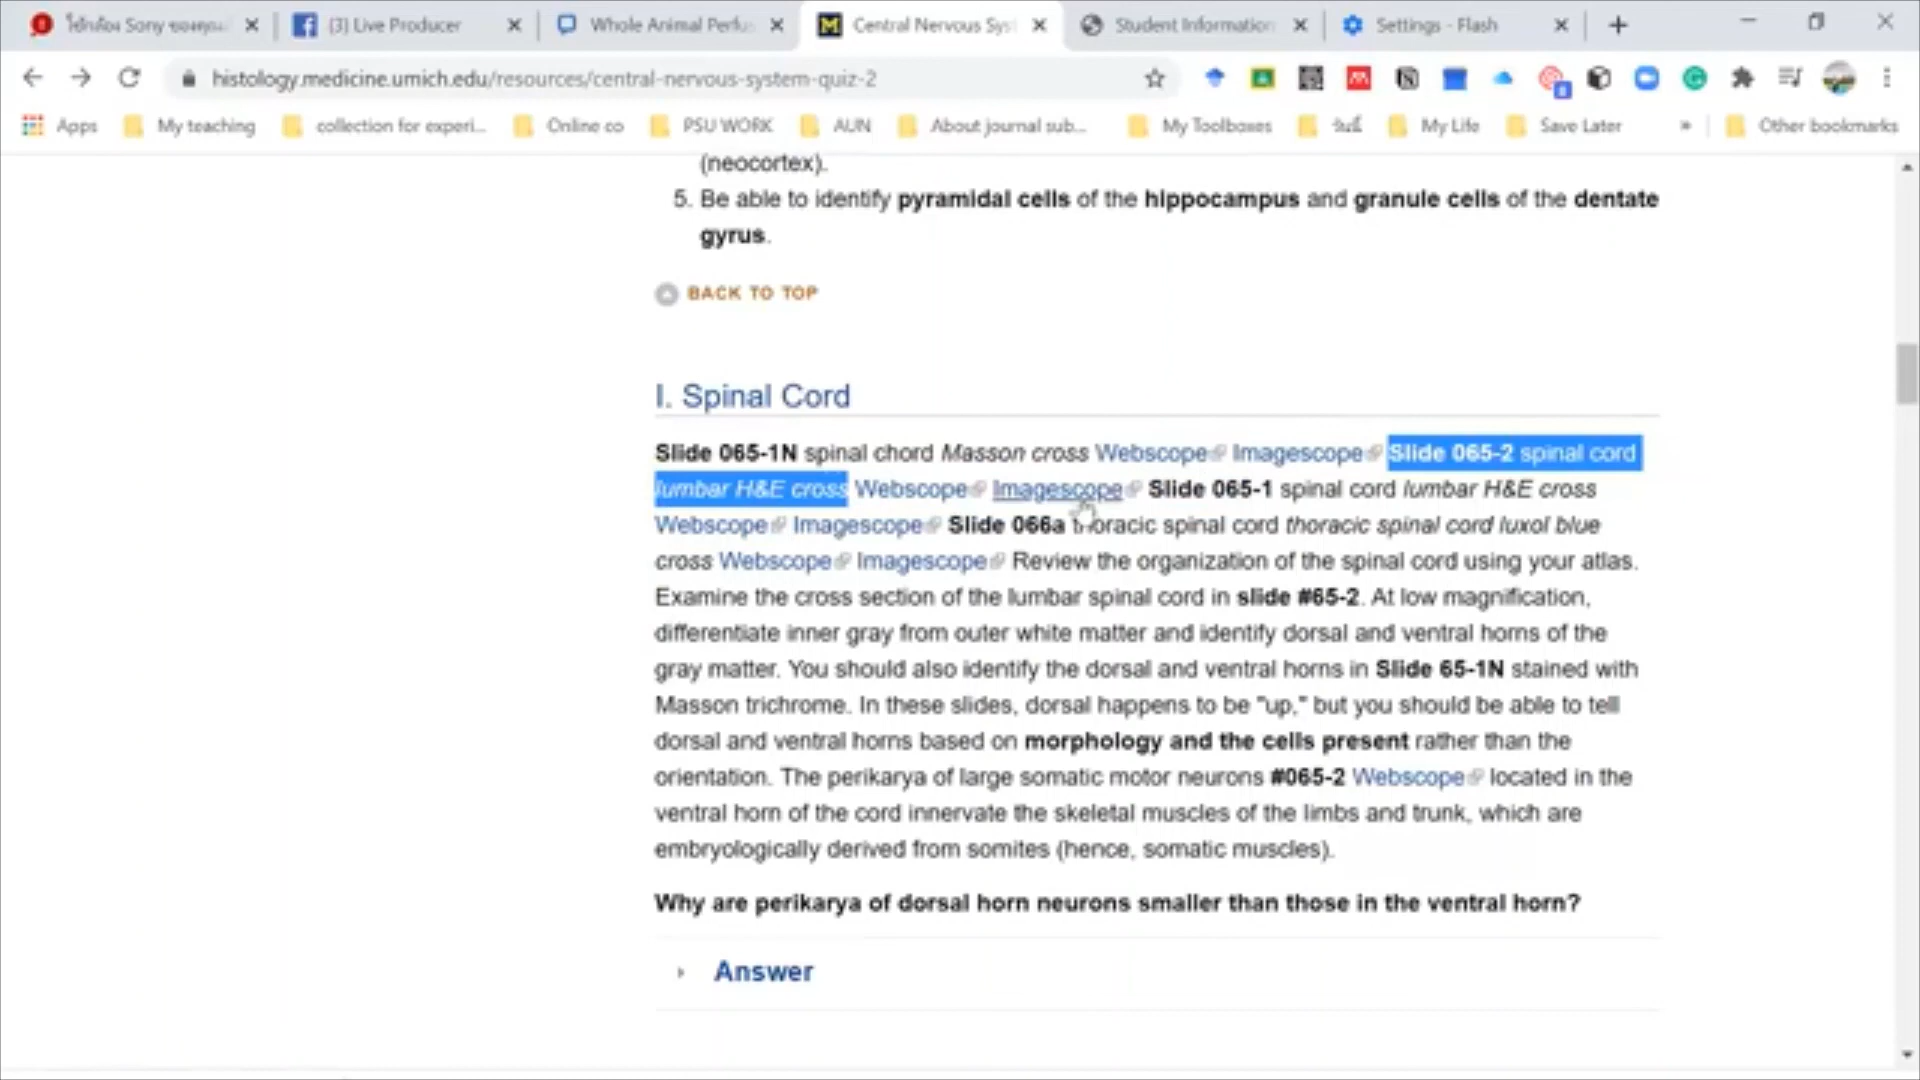 (3) Live Producer
Whole Animal Perfu
Central Nervous Syst
Student Information
Settings - Flash
histology.medicine.umich.edu/resources/central-nervous-system-quiz-2
Apps
My teaching
collection for experi...
Online co
PSU WORK
AUN
About journal sub...
My Toolboxes
My Life
Save Later
»
Other bookmarks
(neocortex).
5. Be able to identify pyramidal cells of the hippocampus and granule cells of the dentate
gyrus.
BACK TO TOP
I. Spinal Cord
Slide 065-1N spinal chord Masson cross Webscope Imagescope Slide 065-2 spinal cord
lumbar H&E cross Webscope Imagescope Slide 065-1 spinal cord lumbar H&E cross
Webscope Imagescope Slide 066a thoracic spinal cord thoracic spinal cord luxol blue
cross Webscope Imagescope Review the organization of the spinal cord using your atlas.
Examine the cross section of the lumbar spinal cord in slide #65-2. At low magnification,
differentiate inner gray from outer white matter and identify dorsal and ventral horns of the
gray matter. You should also identify the dorsal and ventral horns in Slide 65-1N stained with
Masson trichrome. In these slides, dorsal happens to be "up," but you should be able to tell
dorsal and ventral horns based on morphology and the cells present rather than the
orientation. The perikarya of large somatic motor neurons #065-2 Webscope located in the
ventral horn of the cord innervate the skeletal muscles of the limbs and trunk, which are
embryologically derived from somites (hence, somatic muscles).
Why are perikarya of dorsal horn neurons smaller than those in the ventral horn?
Answer